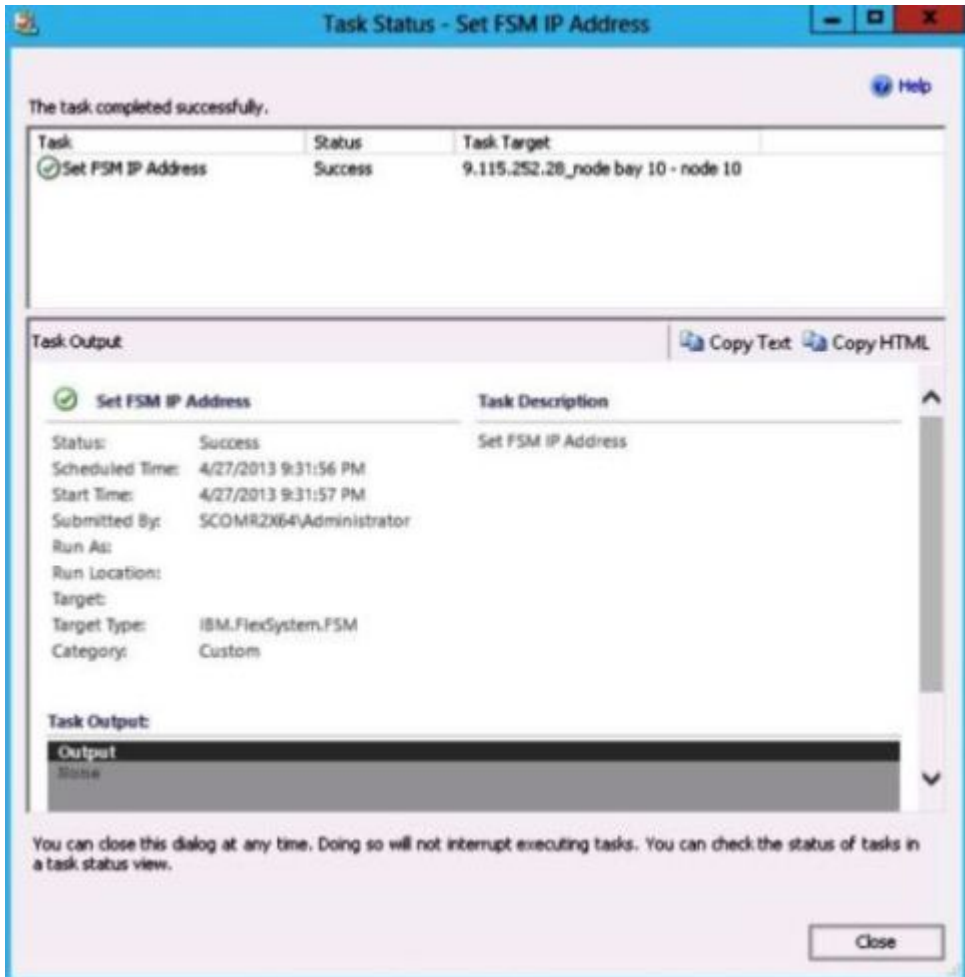 Task Status - Set FSM IP Address
Help
The task completed successfully.
Task Status Task Target
Set FSM IP Address Success 9.115.252.28_node bay 10 - node 10
Task Output Copy Text Copy HTML
Set FSM IP Address Task Description
Status: Success Set FSM IP Address
Scheduled Time: 4/27/2013 9:31:56 PM
Start Time: 4/27/2013 9:31:57 PM
Submitted By: SCOMR2X64\Administrator
Run As:
Run Location:
Target:
Target Type: IBM.FlexSystem.FSM
Category: Custom
Task Output:
Output
None
You can close this dialog at any time. Doing so will not interrupt executing tasks. You can check the status of tasks in
a task status view.
Close